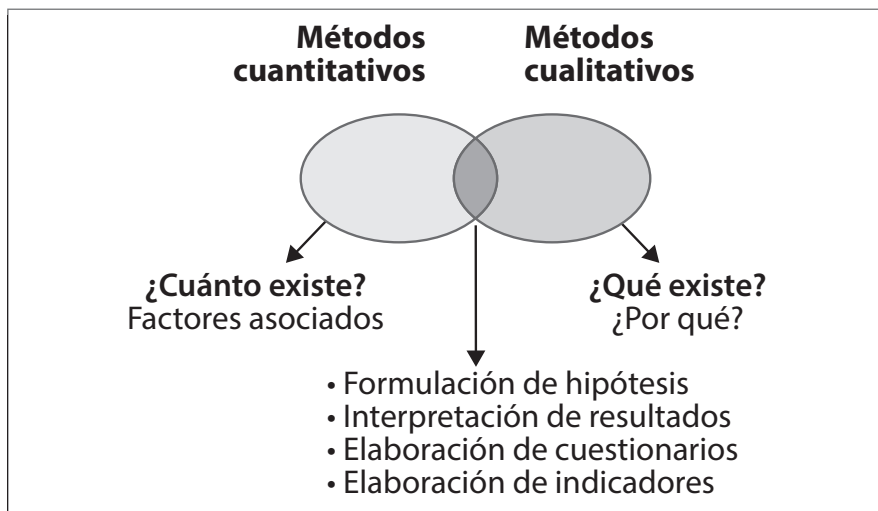 Métodos
cuantitativos
Métodos
cualitativos
¿Cuánto existe?
Factores asociados
¿Qué existe?
¿Por qué?
• Formulación de hipótesis
• Interpretación de resultados
• Elaboración de cuestionarios
• Elaboración de indicadores